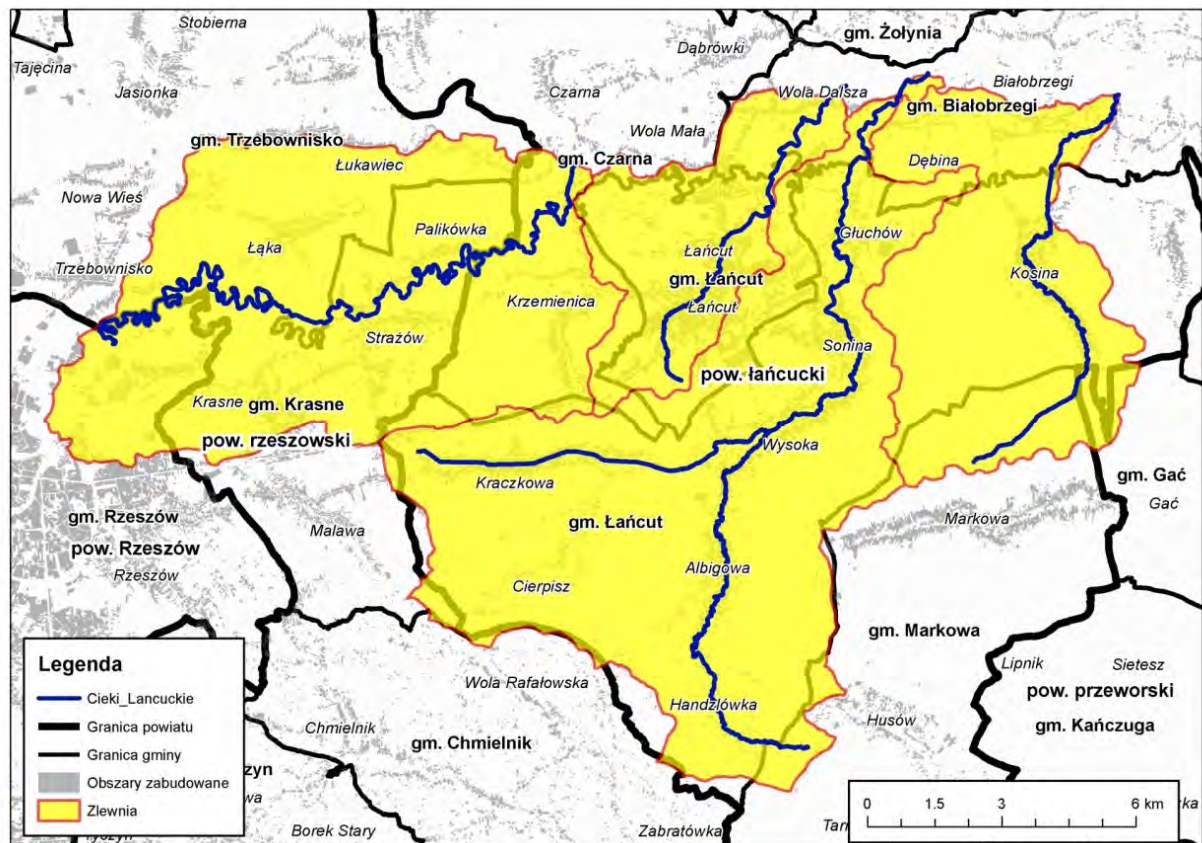 Stobierna
gm. Żołynia
Dąbrówki
Tajęcina
Jasionka
Czarna
Wola Dalsza
Białobrzegi
gm. Białobrzegi
Wola Mała
gm. Trzebownisko
gm. Czarna
Łukawiec
Dębina
Nowa Wieś
Palikówka
Łąka
Łańcut
Głuchów
Trzebownisko
gm. Łańcut
Kosina
Krzemienica
Łańcut
Strażów
Sonina
pow. łańcucki
Krasne
gm. Krasne
pow. rzeszowski
Wysoka
Kraczkowa
gm. Gać
Gać
gm. Rzeszów
Malawa
gm. Łańcut
Markowa
pow. Rzeszów
Rzeszów
Albigowa
Cierpisz
gm. Markowa
Lipnik
Sietesz
Wola Rafałowska
pow. przeworski
Handzlówka
Husów
gm. Kańczuga
Chmielnik
gm. Chmielnik
Borek Stary
Zabratówka
Legenda
Cieki_Lancuckie
Granica powiatu
Granica gminy
Obszary zabudowane
Zlewnia
0 1.5 3 6 km